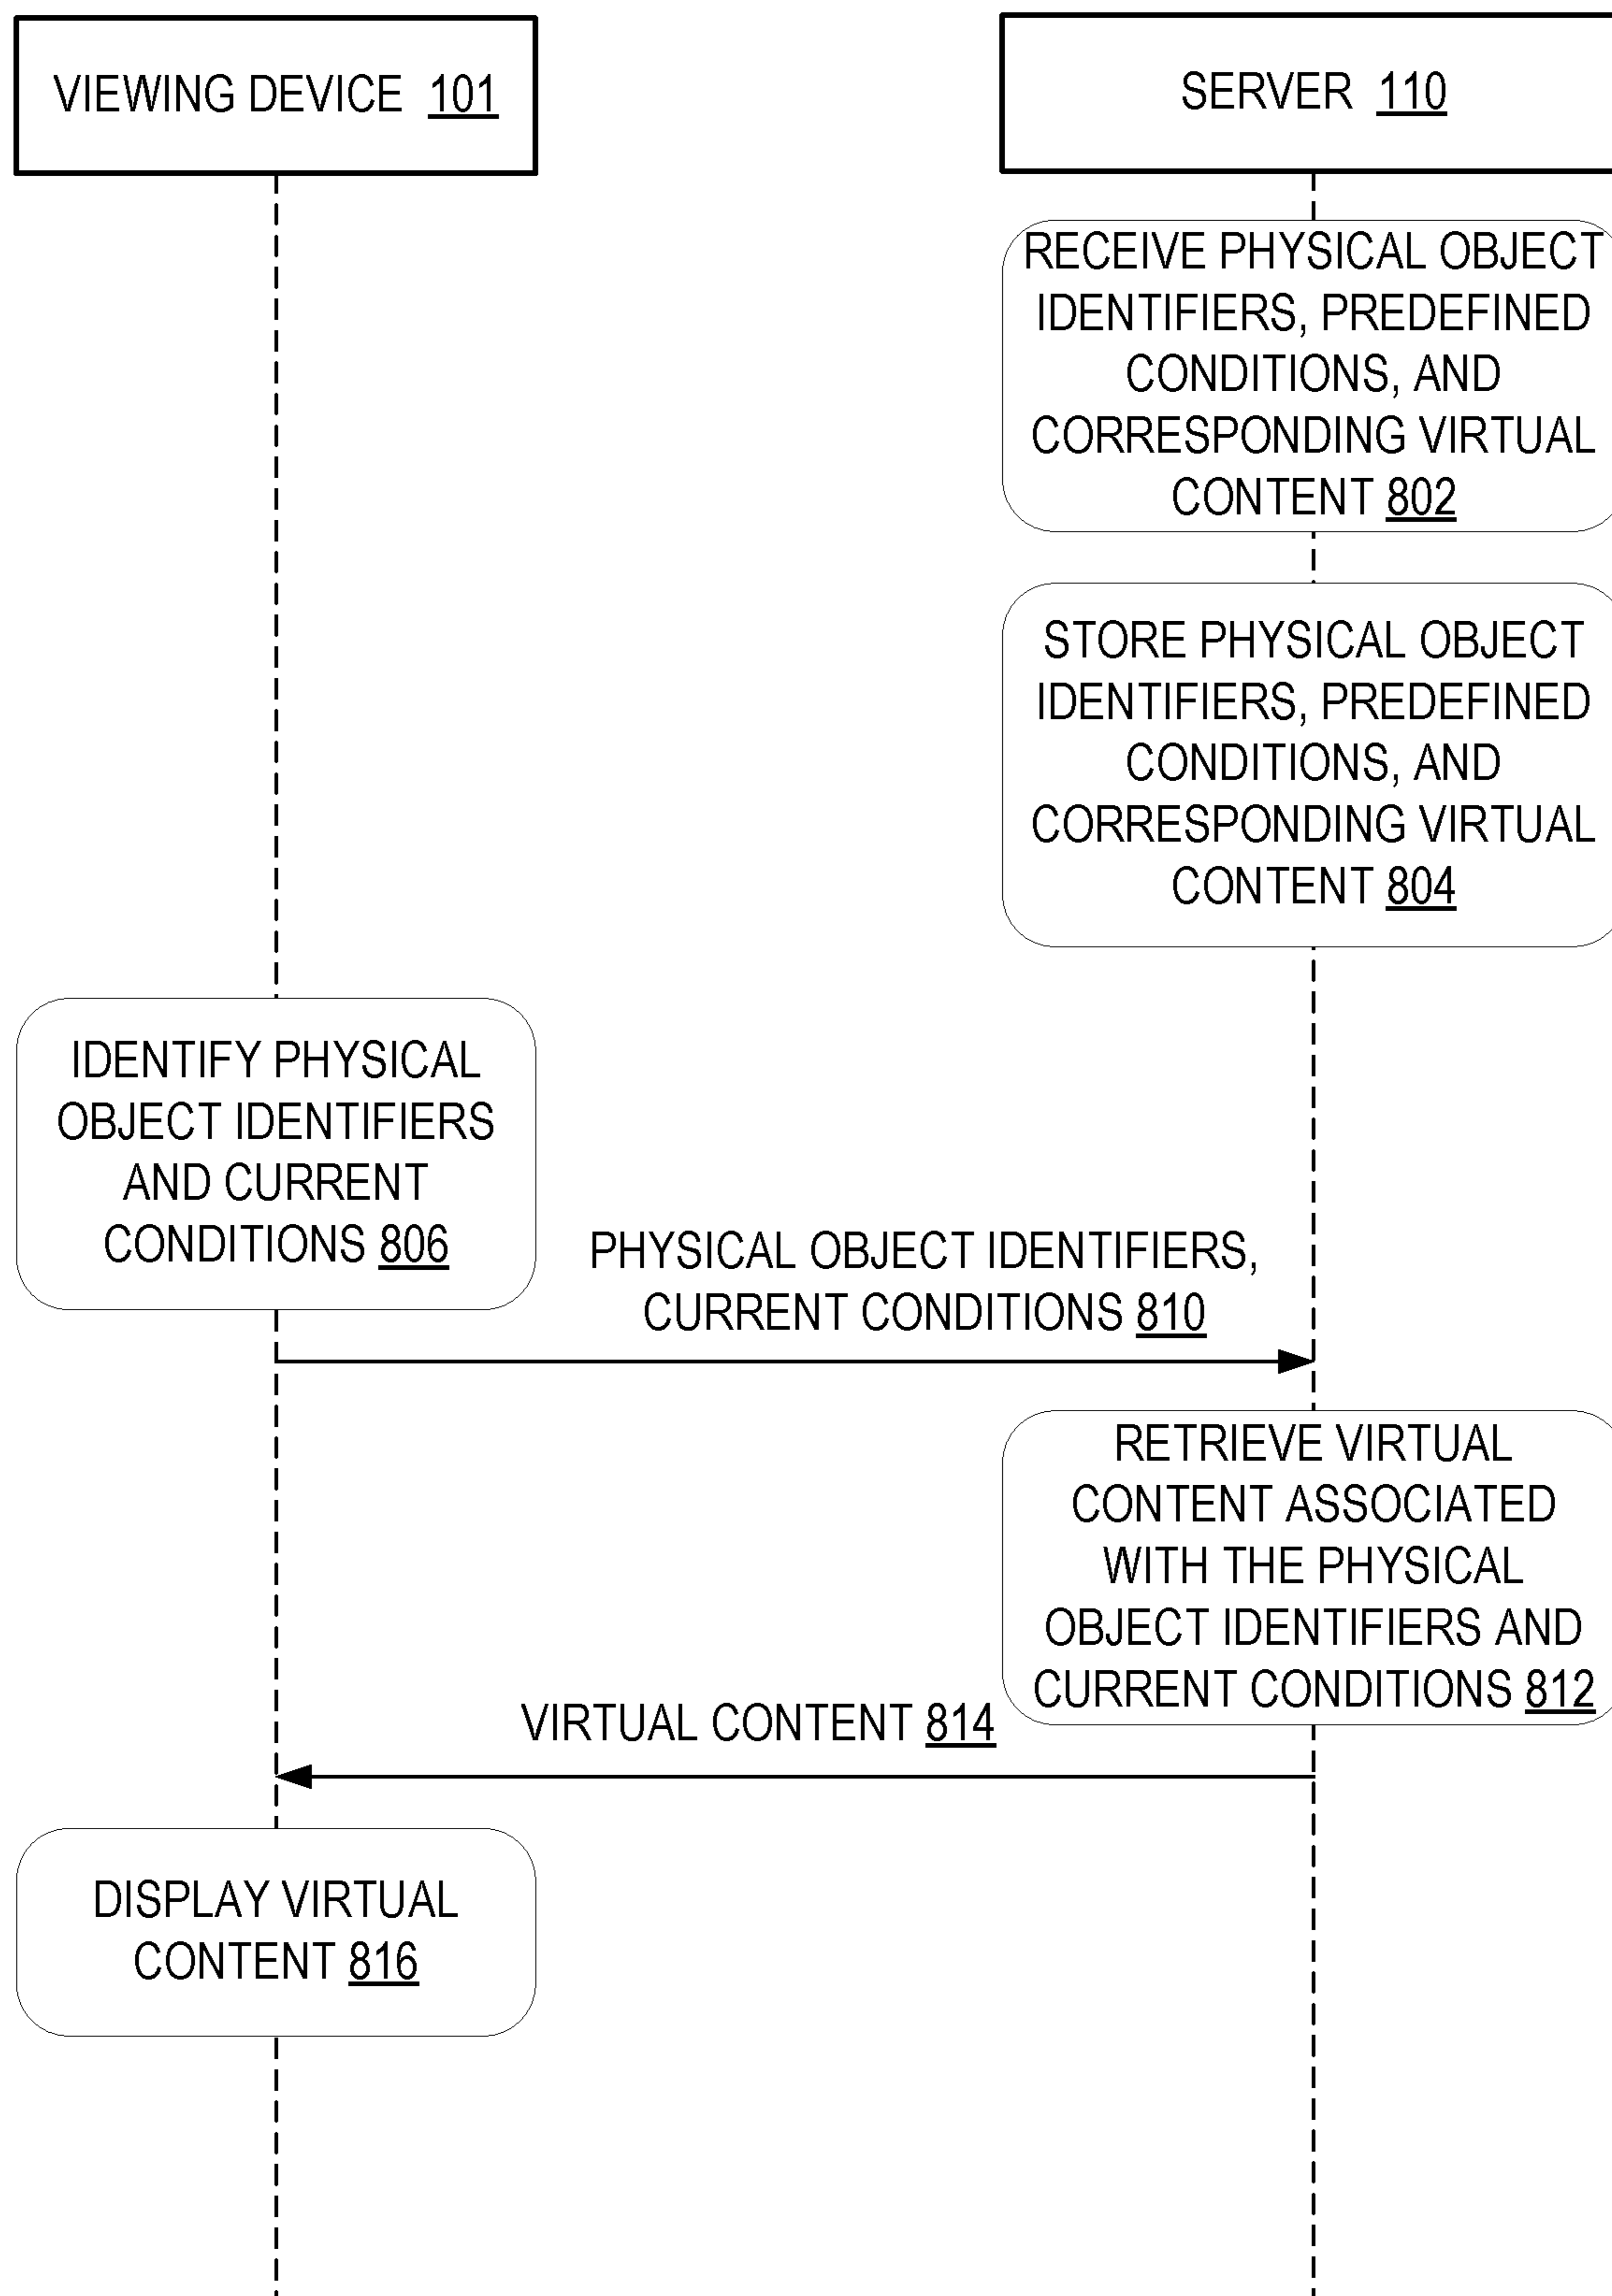 VIEWING DEVICE 101
SERVER 110
RECEIVE PHYSICAL OBJECT
IDENTIFIERS, PREDEFINED
CONDITIONS, AND
CORRESPONDING VIRTUAL
CONTENT 802
STORE PHYSICAL OBJECT
IDENTIFIERS, PREDEFINED
CONDITIONS, AND
CORRESPONDING VIRTUAL
CONTENT 804
IDENTIFY PHYSICAL
OBJECT IDENTIFIERS
AND CURRENT
CONDITIONS 806
PHYSICAL OBJECT IDENTIFIERS,
CURRENT CONDITIONS 810
RETRIEVE VIRTUAL
CONTENT ASSOCIATED
WITH THE PHYSICAL
OBJECT IDENTIFIERS AND
CURRENT CONDITIONS 812
VIRTUAL CONTENT 814
DISPLAY VIRTUAL
CONTENT 816